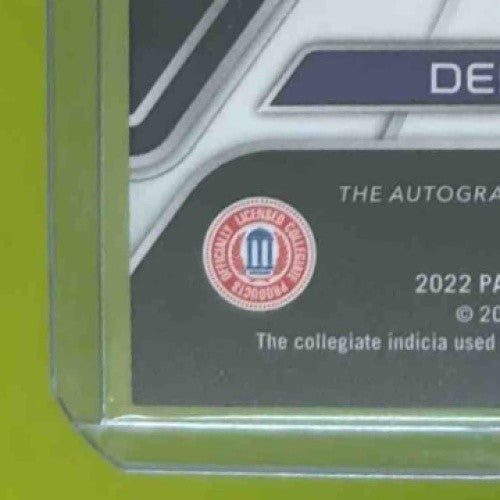 DE
THE AUTOGRA
OFFICIALLY LICENSED COLLEGIATE PRODUCTS
2022 PA
© 20
The collegiate indicia used